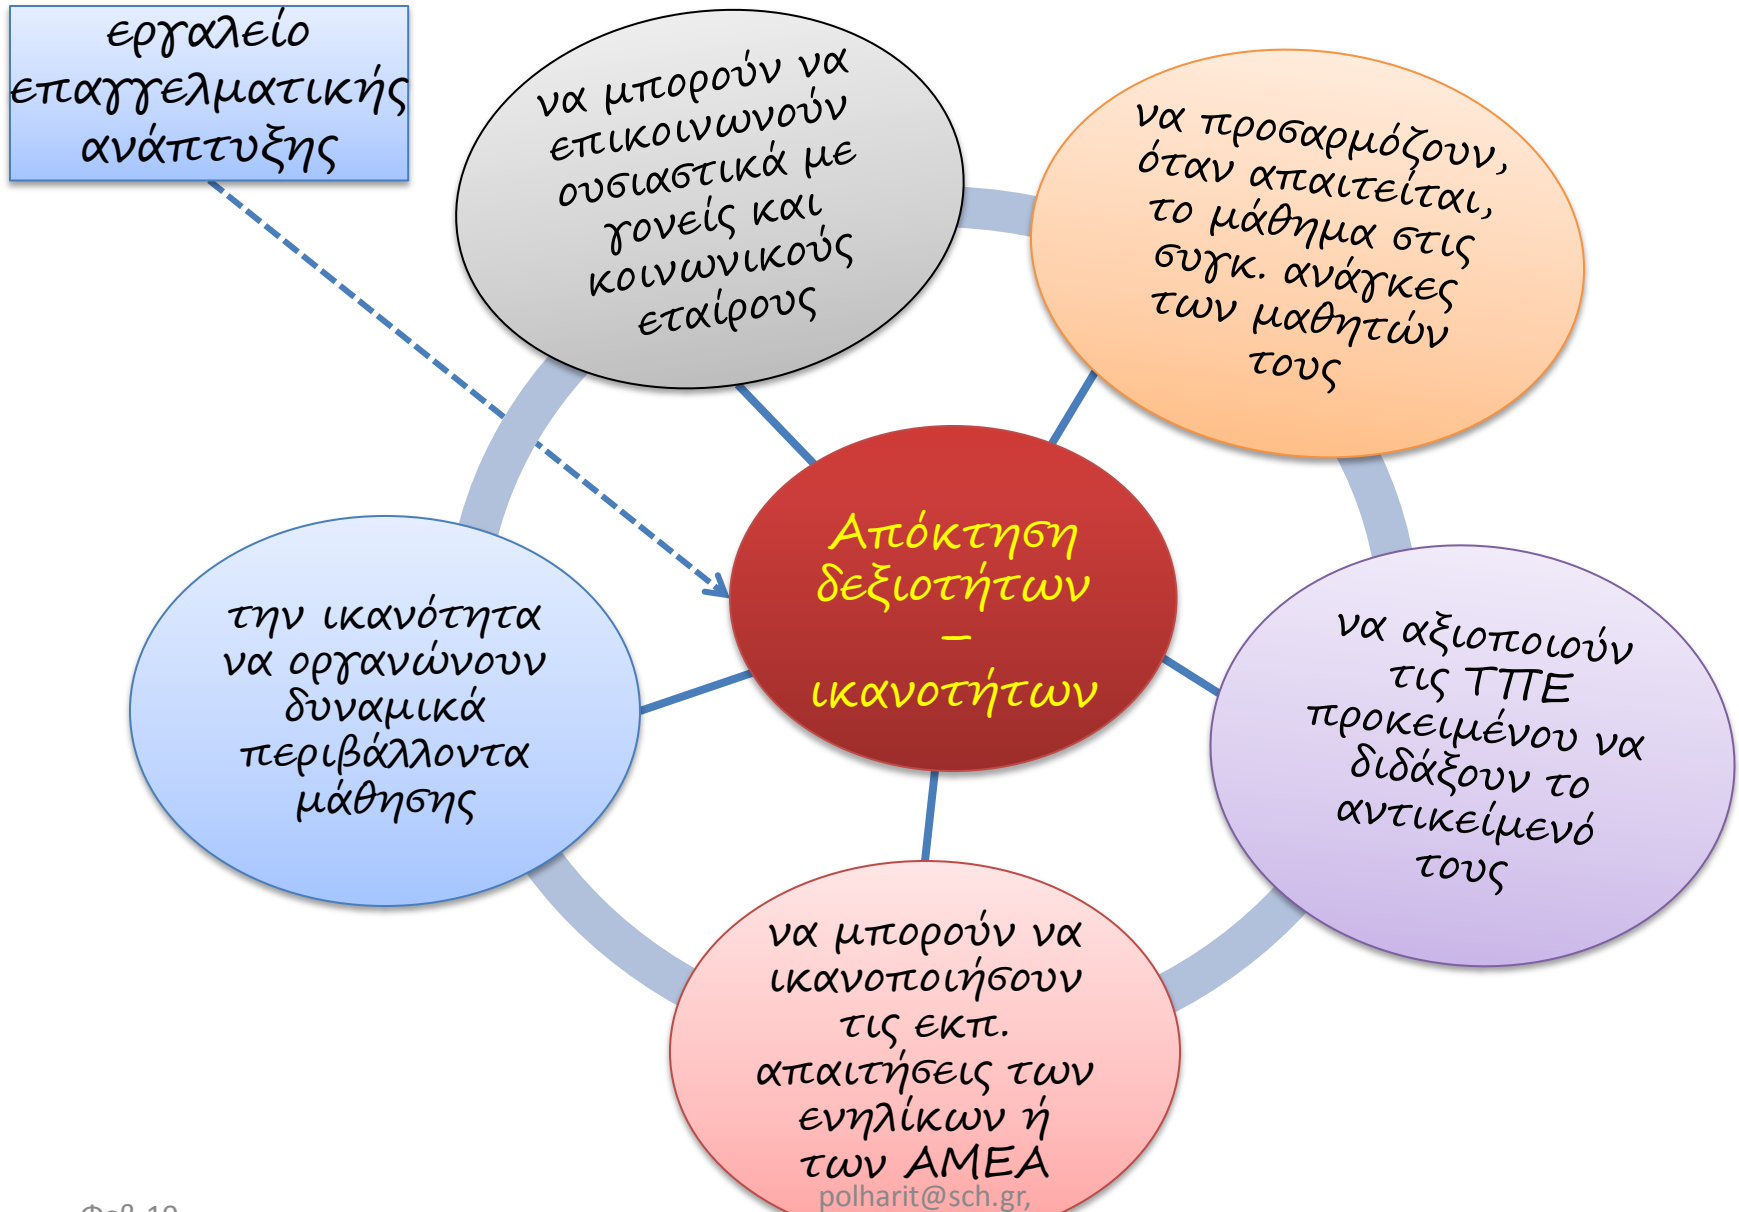 εργαλείο
επαγγελματικής
ανάπτυξης
να μπορούν να
επικοινωνούν
ουσιαστικά με
γονείς και
κοινωνικούς
εταίρους
να προσαρμόζουν,
όταν απαιτείται,
το μάθημα στις
συγκ. ανάγκες
των μαθητών
τους
Απόκτηση
δεξιοτήτων
–
ικανοτήτων
την ικανότητα
να οργανώνουν
δυναμικά
περιβάλλοντα
μάθησης
να αξιοποιούν
τις ΤΠΕ
προκειμένου να
διδάξουν το
αντικείμενό
τους
να μπορούν να
ικανοποιήσουν
τις εκπ.
απαιτήσεις των
ενηλίκων ή
των ΑΜΕΑ
polharit@sch.gr,
Φεβ-10